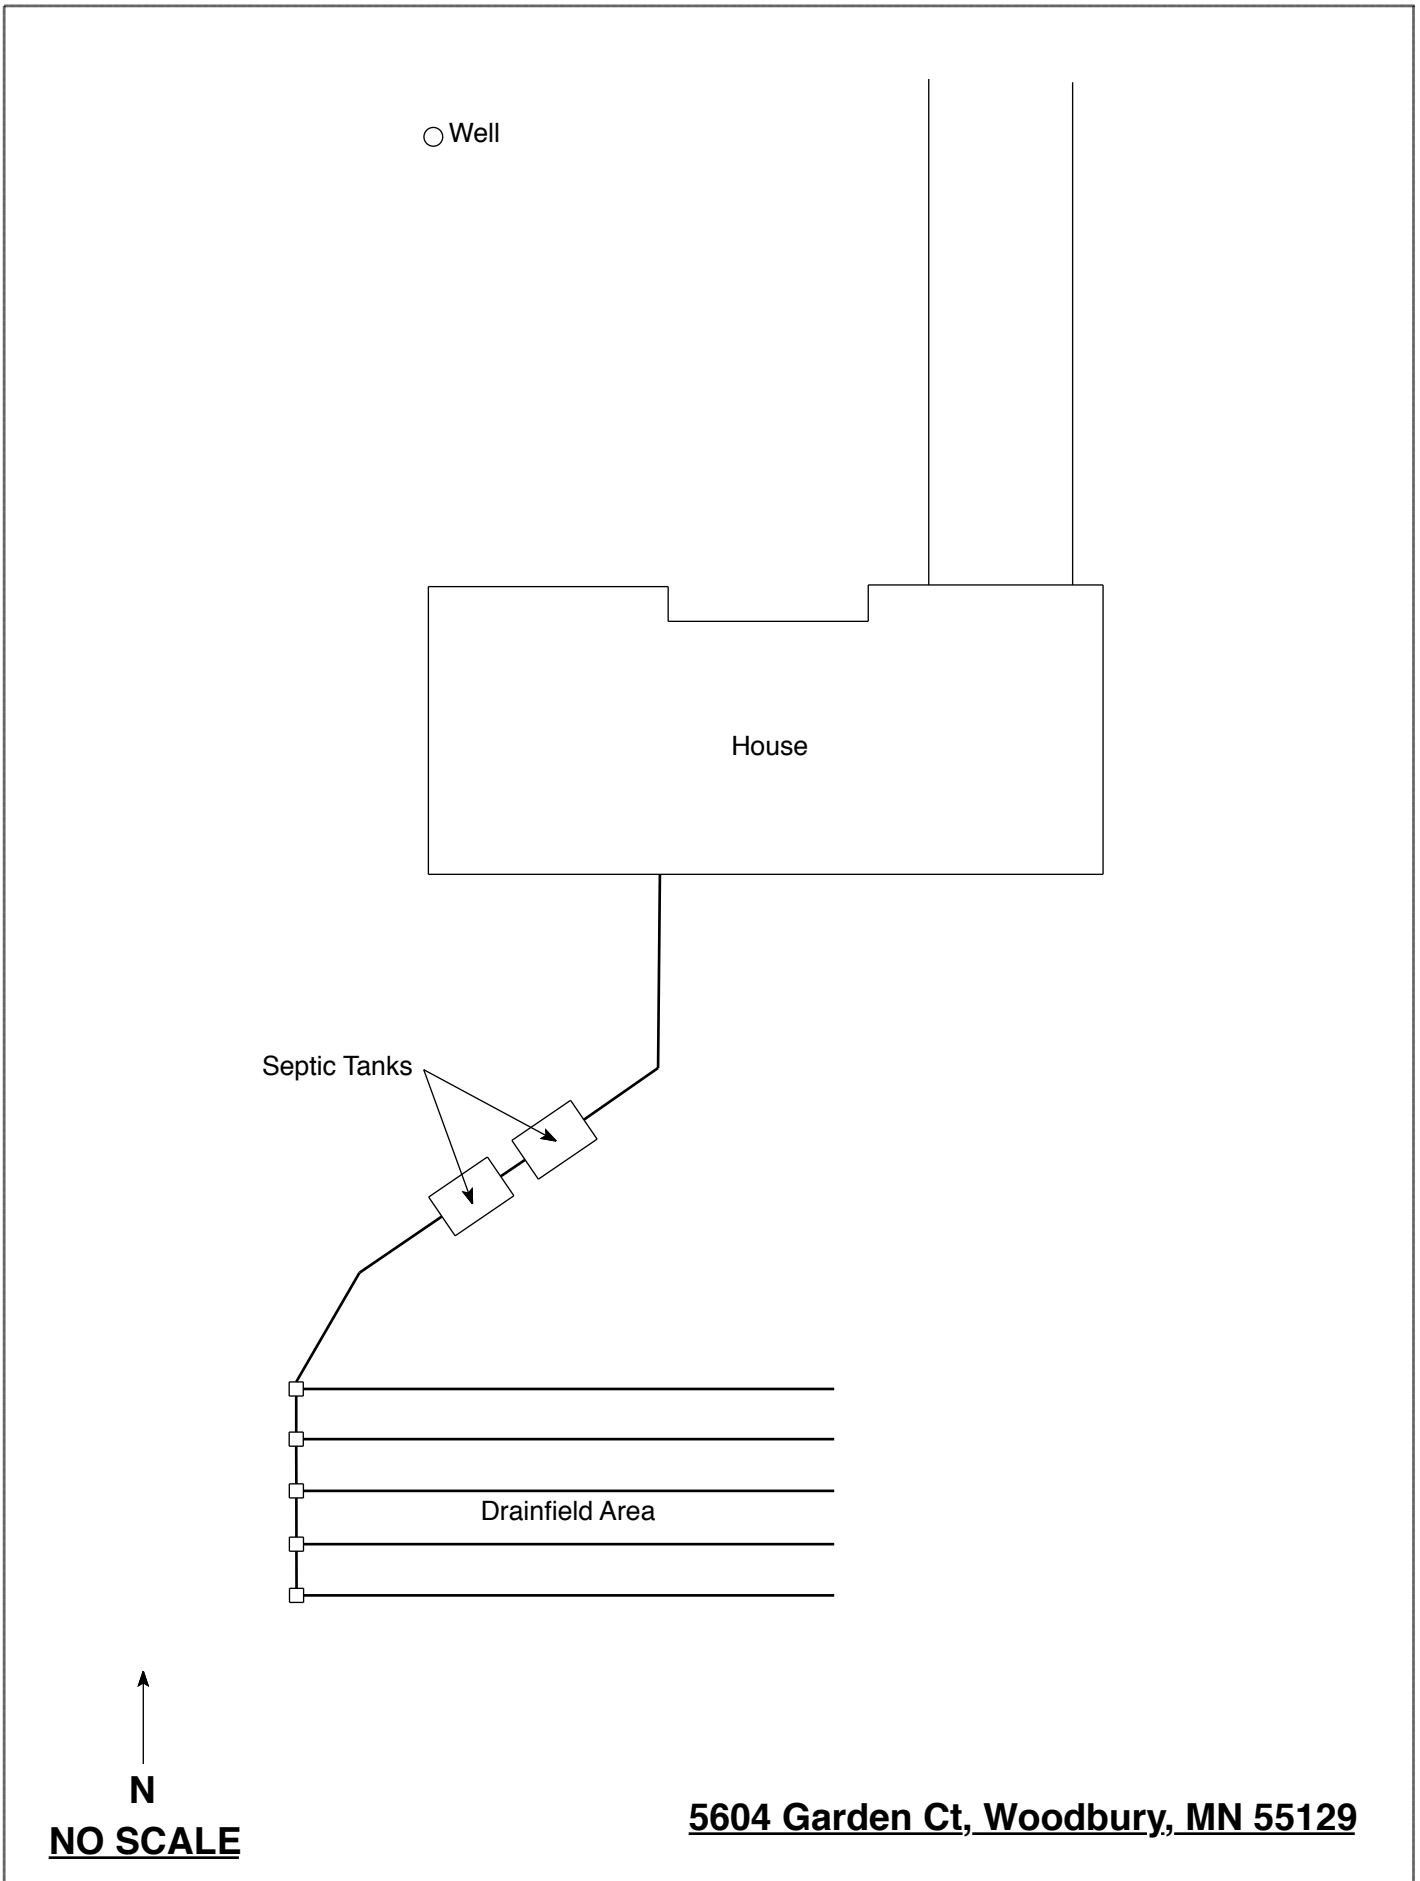 Well
House
Septic Tanks
Drainfield Area
N
NO SCALE
5604 Garden Ct, Woodbury, MN 55129